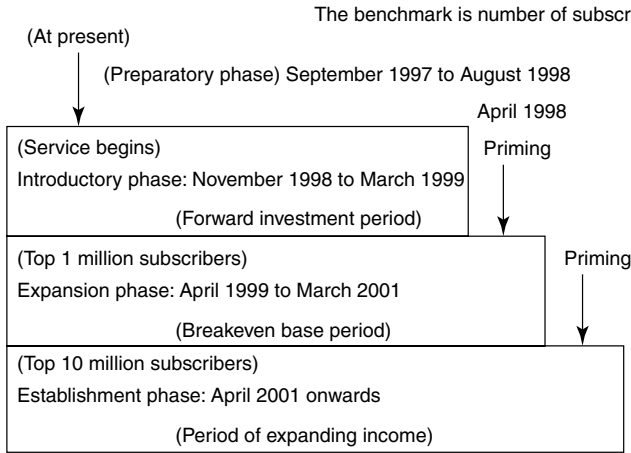 The benchmark is number of
(At present)
(Preparatory phase) September 1997 to August 1998
April 1998
(Service begins)
Priming
Introductory phase: November 1998 to March 1999
(Forward investment period)
(Top 1 million subscribers)
Priming
Expansion phase: April 1999 to March 2001
(Breakeven base period)
(Top 10 million subscribers)
Establishment phase: April 2001 onwards
(Period of expanding income)